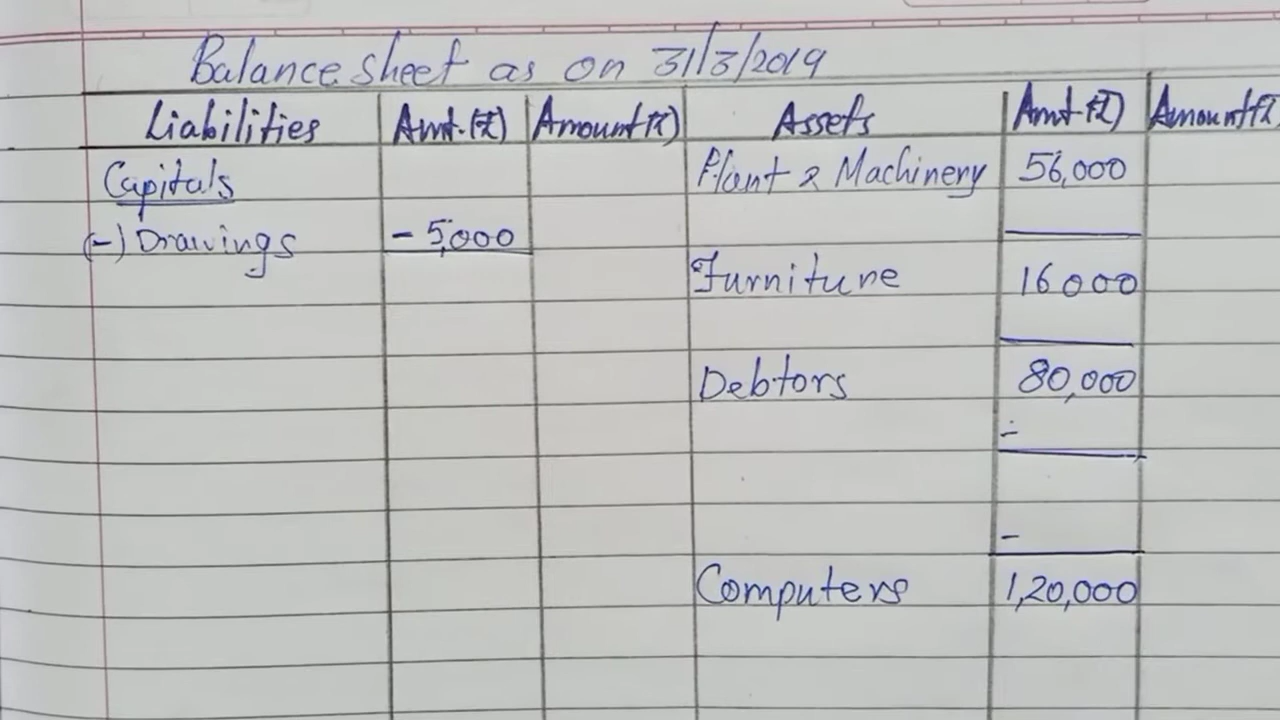 Balance sheet as on 31/3/2019
Liabilities Amt.(₹) Amount(₹) Assets Amt.(₹) Amount(₹)
Capitals Plant & Machinery 56,000
(-) Drawings - 5,000
Furniture 16000
Debtors 80,000
-
-
Computers 1,20,000